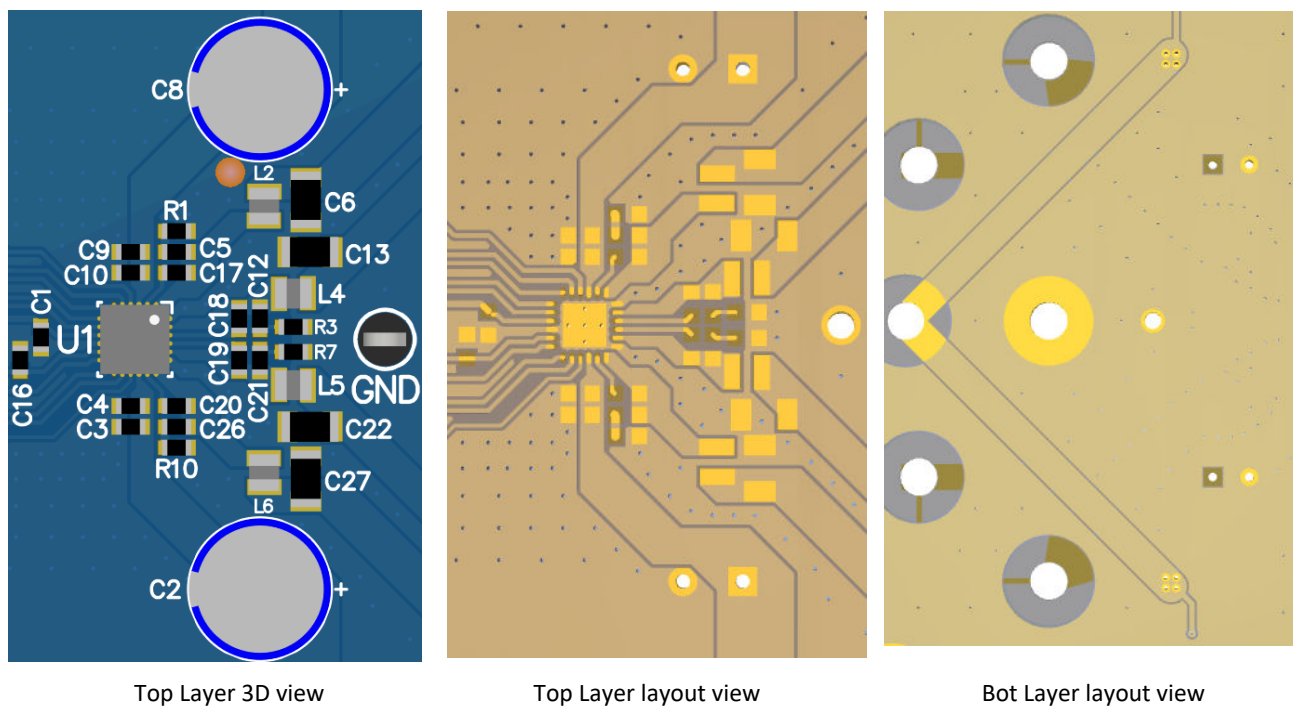 C8
+
L2
C6
R1
C9
C5
C13
C10
C17
C12
L4
C1
C18
R3
U1
R7
C19
L5
GND
C16
C21
C4
C20
C22
C3
C26
R10
C27
L6
C2
+
Top Layer 3D view
Top Layer layout view
Bot Layer layout view